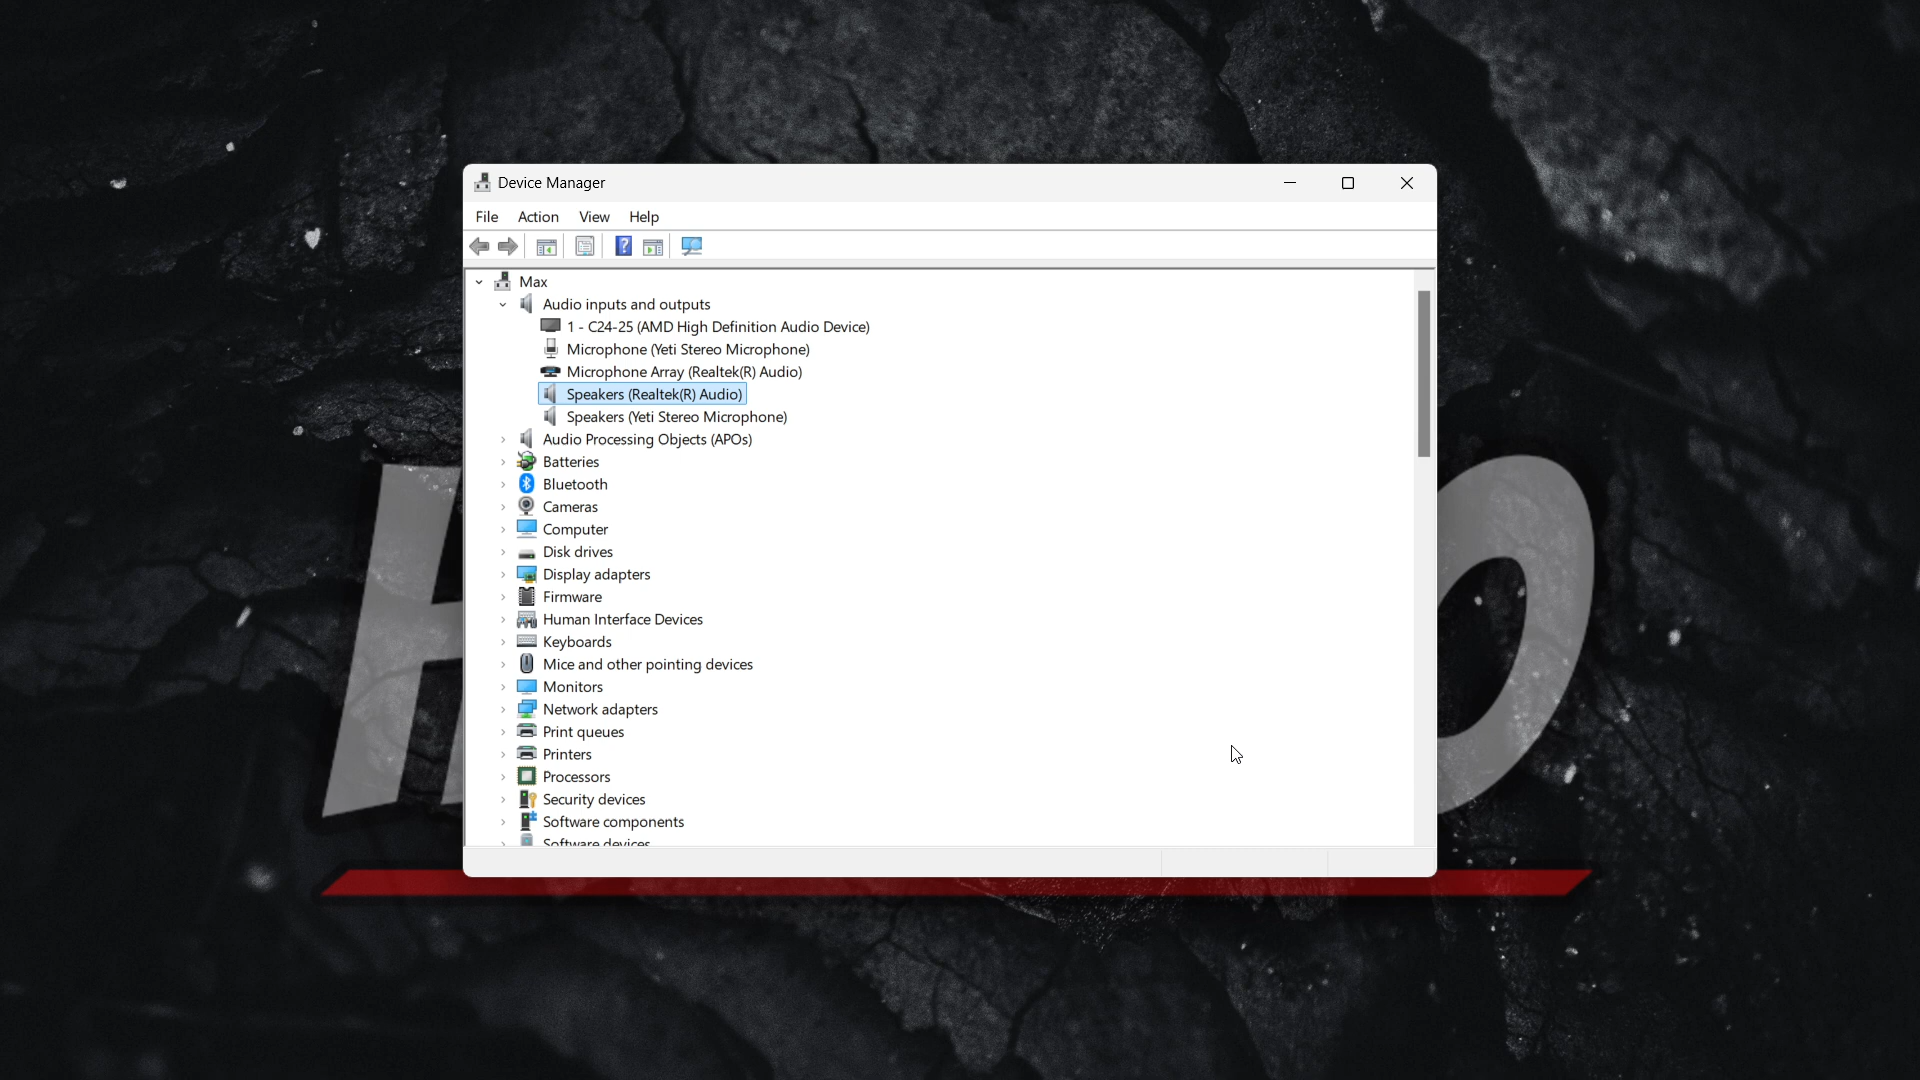 Device Manager
File Action View Help
Max
Audio inputs and outputs
1 - C24-25 (AMD High Definition Audio Device)
Microphone (Yeti Stereo Microphone)
Microphone Array (Realtek(R) Audio)
Speakers (Realtek(R) Audio)
Speakers (Yeti Stereo Microphone)
Audio Processing Objects (APOs)
Batteries
Bluetooth
Cameras
Computer
Disk drives
Display adapters
Firmware
Human Interface Devices
Keyboards
Mice and other pointing devices
Monitors
Network adapters
Print queues
Printers
Processors
Security devices
Software components
Software devices